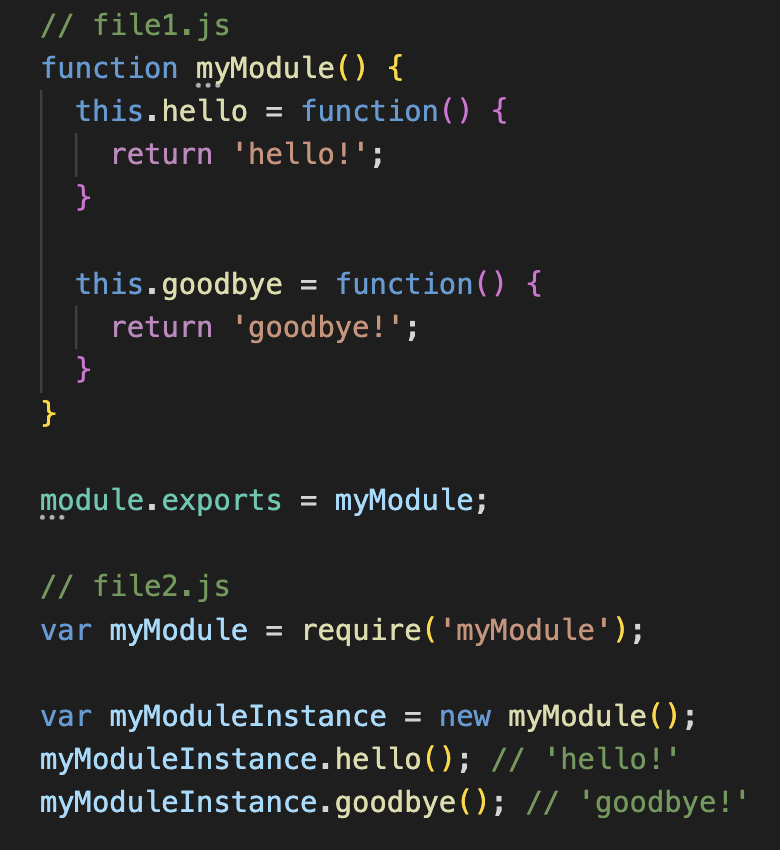 // file1.js
function myModule() {
  this.hello = function() {
    return 'hello!';
  }

  this.goodbye = function() {
    return 'goodbye!';
  }
}

module.exports = myModule;

// file2.js
var myModule = require('myModule');

var myModuleInstance = new myModule();
myModuleInstance.hello(); // 'hello!'
myModuleInstance.goodbye(); // 'goodbye!'